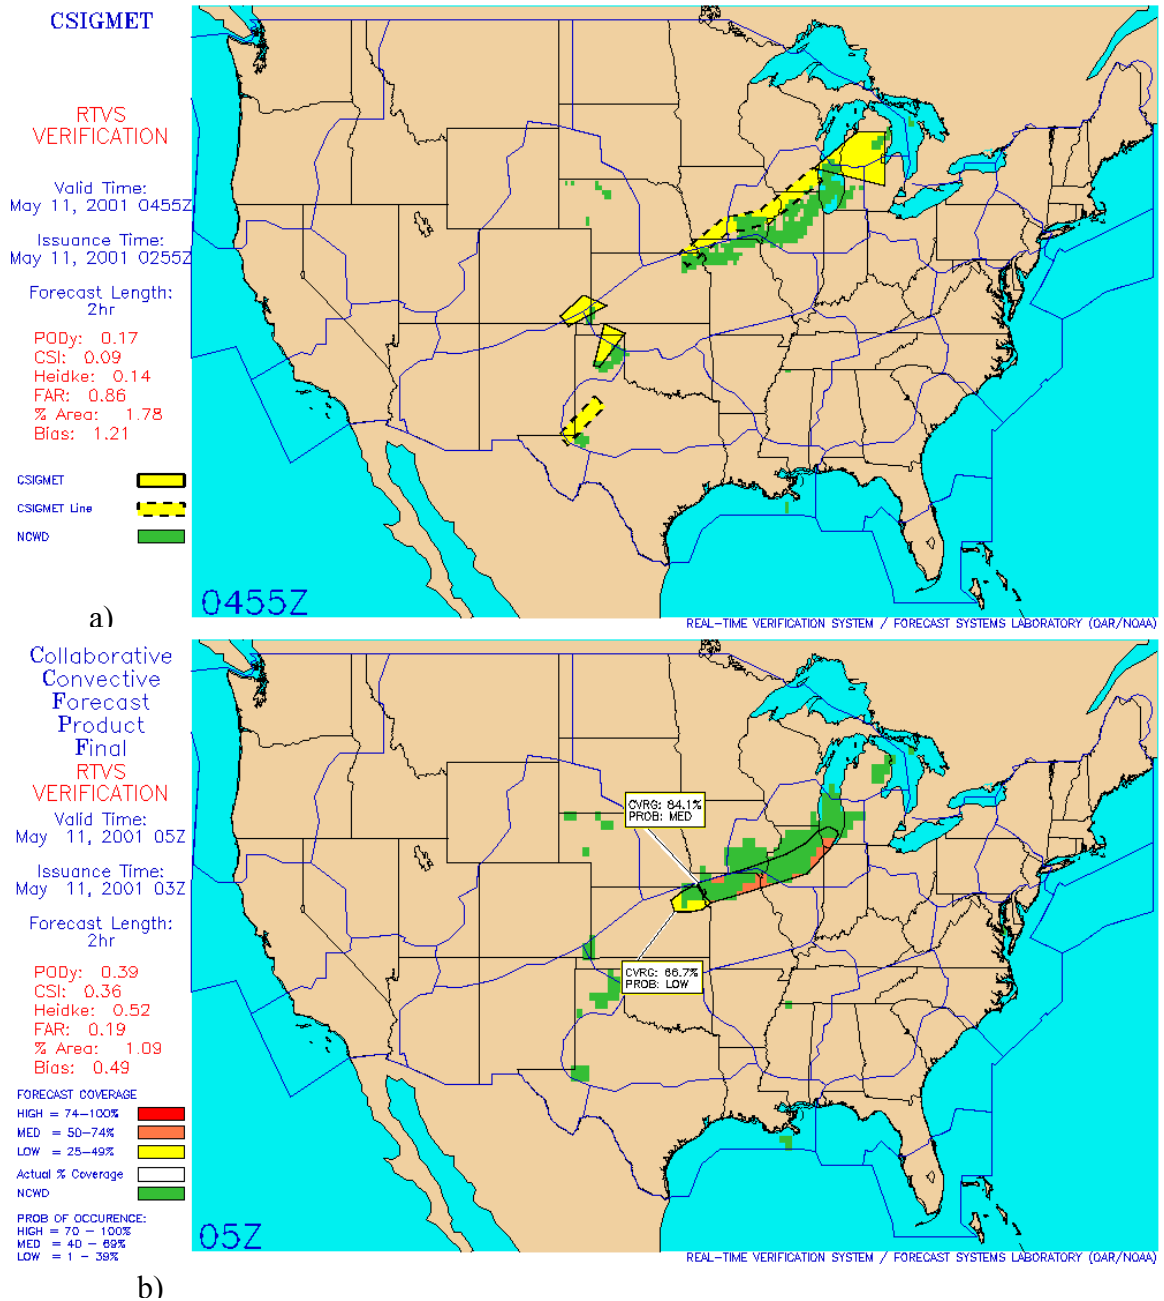 CSIGMET
RTVS
VERIFICATION
Valid Time:
May 11, 2001 0455Z
Issuance Time:
May 11, 2001 0255Z
Forecast Length:
2hr
PODy: 0.17
CSI: 0.09
Heidke: 0.14
FAR: 0.86
% Area: 1.78
Bias: 1.21
CSIGMET
CSIGMET Line
NCWD
0455Z
REAL-TIME VERIFICATION SYSTEM / FORECAST SYSTEMS LABORATORY (OAR/NOAA)
a)
Collaborative
Convective
Forecast
Product
Final
RTVS
VERIFICATION
Valid Time:
May 11, 2001 05Z
Issuance Time:
May 11, 2001 03Z
Forecast Length:
2hr
PODy: 0.39
CSI: 0.36
Heidke: 0.52
FAR: 0.19
% Area: 1.09
Bias: 0.49
FORECAST COVERAGE
HIGH = 74-100%
MED = 50-74%
LOW = 25-49%
Actual % Coverage
NCWD
PROB OF OCCURENCE:
HIGH = 70 - 100%
MED = 40 - 69%
LOW = 1 - 39%
CVRG: 84.1%
PROB: MED
CVRG: 66.7%
PROB: LOW
05Z
REAL-TIME VERIFICATION SYSTEM / FORECAST SYSTEMS LABORATORY (OAR/NOAA)
b)